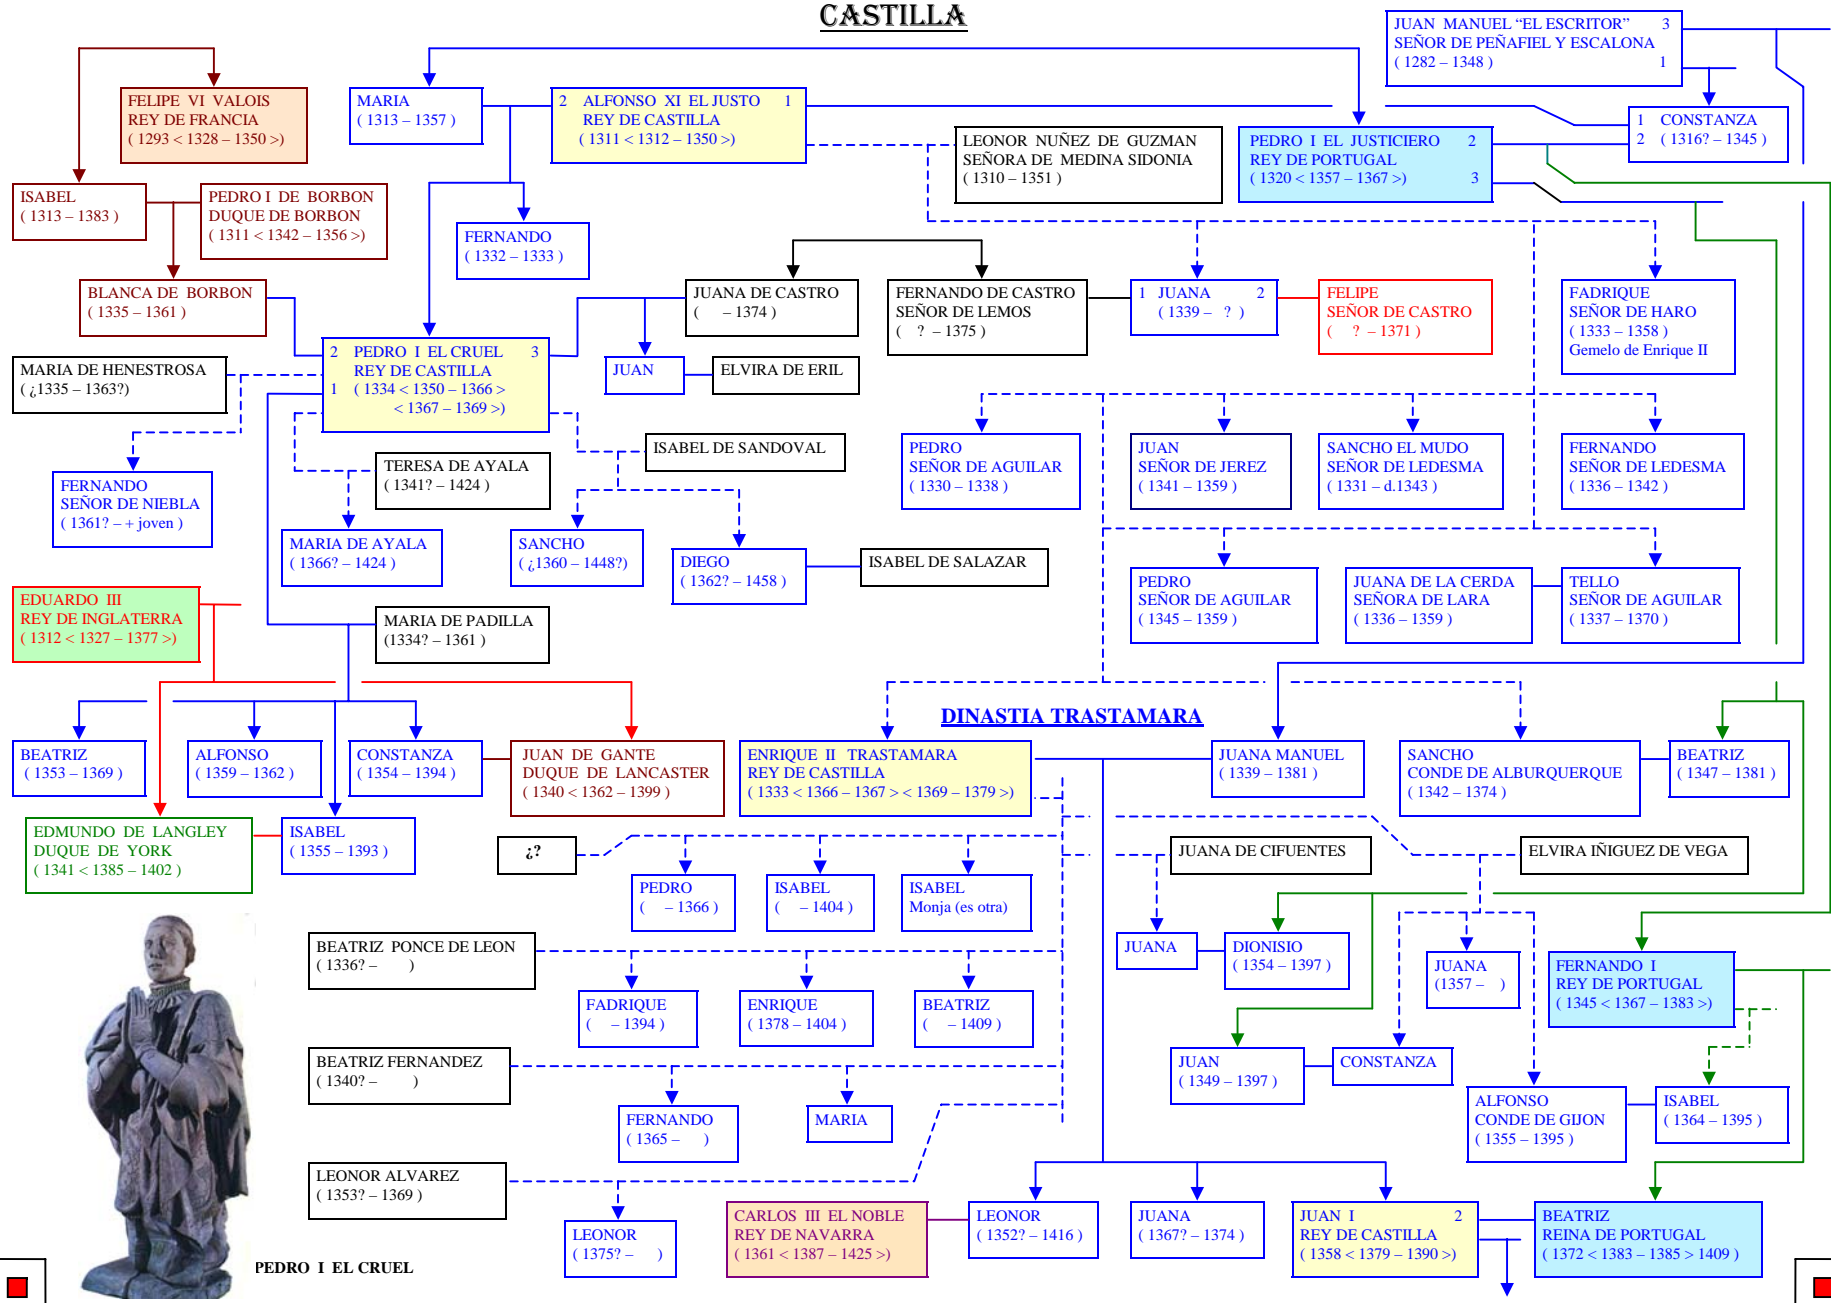 CASTILLA
JUAN MANUEL “EL ESCRITOR” 3
SEÑOR DE PEÑAFIEL Y ESCALONA
( 1282 – 1348 ) 1
FELIPE VI VALOIS
REY DE FRANCIA
( 1293 < 1328 – 1350 >)
MARIA
( 1313 – 1357 )
2 ALFONSO XI EL JUSTO 1
REY DE CASTILLA
( 1311 < 1312 – 1350 >)
LEONOR NUÑEZ DE GUZMAN
SEÑORA DE MEDINA SIDONIA
( 1310 – 1351 )
PEDRO I EL JUSTICIERO 2
REY DE PORTUGAL
( 1320 < 1357 – 1367 >) 3
1 CONSTANZA
2 ( 1316? – 1345 )
ISABEL
( 1313 – 1383 )
PEDRO I DE BORBON
DUQUE DE BORBON
( 1311 < 1342 – 1356 >)
FERNANDO
( 1332 – 1333 )
BLANCA DE BORBON
( 1335 – 1361 )
JUANA DE CASTRO
( – 1374 )
FERNANDO DE CASTRO
SEÑOR DE LEMOS
( ? – 1375 )
1 JUANA 2
( 1339 – ? )
FELIPE
SEÑOR DE CASTRO
( ? – 1371 )
FADRIQUE
SEÑOR DE HARO
( 1333 – 1358 )
Gemelo de Enrique II
MARIA DE HENESTROSA
( ¿1335 – 1363?)
2 PEDRO I EL CRUEL 3
REY DE CASTILLA
1 ( 1334 < 1350 – 1366 >
< 1367 – 1369 >)
JUAN
ELVIRA DE ERIL
FERNANDO
SEÑOR DE NIEBLA
( 1361? – + joven )
TERESA DE AYALA
( 1341? – 1424 )
ISABEL DE SANDOVAL
PEDRO
SEÑOR DE AGUILAR
( 1330 – 1338 )
JUAN
SEÑOR DE JEREZ
( 1341 – 1359 )
SANCHO EL MUDO
SEÑOR DE LEDESMA
( 1331 – d.1343 )
FERNANDO
SEÑOR DE LEDESMA
( 1336 – 1342 )
MARIA DE AYALA
( 1366? – 1424 )
SANCHO
( ¿1360 – 1448?)
DIEGO
( 1362? – 1458 )
ISABEL DE SALAZAR
PEDRO
SEÑOR DE AGUILAR
( 1345 – 1359 )
JUANA DE LA CERDA
SEÑORA DE LARA
( 1336 – 1359 )
TELLO
SEÑOR DE AGUILAR
( 1337 – 1370 )
EDUARDO III
REY DE INGLATERRA
( 1312 < 1327 – 1377 >)
MARIA DE PADILLA
(1334? – 1361 )
DINASTIA TRASTAMARA
BEATRIZ
( 1353 – 1369 )
ALFONSO
( 1359 – 1362 )
CONSTANZA
( 1354 – 1394 )
JUAN DE GANTE
DUQUE DE LANCASTER
( 1340 < 1362 – 1399 )
ENRIQUE II TRASTAMARA
REY DE CASTILLA
( 1333 < 1366 – 1367 > < 1369 – 1379 >)
JUANA MANUEL
( 1339 – 1381 )
SANCHO
CONDE DE ALBURQUERQUE
( 1342 – 1374 )
BEATRIZ
( 1347 – 1381 )
EDMUNDO DE LANGLEY
DUQUE DE YORK
( 1341 < 1385 – 1402 )
ISABEL
( 1355 – 1393 )
¿?
JUANA DE CIFUENTES
ELVIRA IÑIGUEZ DE VEGA
PEDRO
( – 1366 )
ISABEL
( – 1404 )
ISABEL
Monja (es otra)
BEATRIZ PONCE DE LEON
( 1336? – )
JUANA
DIONISIO
( 1354 – 1397 )
JUANA
(1357 – )
FERNANDO I
REY DE PORTUGAL
( 1345 < 1367 – 1383 >)
FADRIQUE
( – 1394 )
ENRIQUE
( 1378 – 1404 )
BEATRIZ
( – 1409 )
BEATRIZ FERNANDEZ
( 1340? – )
JUAN
( 1349 – 1397 )
CONSTANZA
FERNANDO
(1365 – )
MARIA
ALFONSO
CONDE DE GIJON
( 1355 – 1395 )
ISABEL
( 1364 – 1395 )
LEONOR ALVAREZ
( 1353? – 1369 )
LEONOR
( 1375? – )
CARLOS III EL NOBLE
REY DE NAVARRA
( 1361 < 1387 – 1425 >)
LEONOR
( 1352? – 1416 )
JUANA
( 1367? – 1374 )
JUAN I 2
REY DE CASTILLA
( 1358 < 1379 – 1390 >)
BEATRIZ
REINA DE PORTUGAL
( 1372 < 1383 – 1385 > 1409 )
PEDRO I EL CRUEL